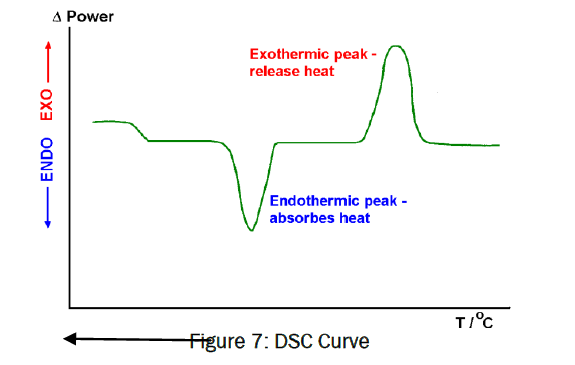 Δ Power
Exothermic peak -
release heat
EXO
ENDO
Endothermic peak -
absorbes heat
T / °C
Figure 7: DSC Curve